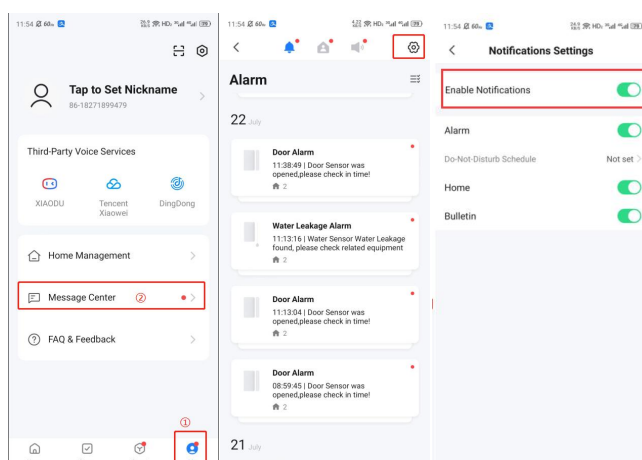 11:54
Tap to Set Nickname
86-18271899479
Third-Party Voice Services
XIAODU
Tencent
Xiaowei
DingDong
Home Management
Message Center ②
FAQ & Feedback
①
11:54
Alarm
22 July
Door Alarm
11:38:49 | Door Sensor was
opened,please check in time!
2
Water Leakage Alarm
11:13:16 | Water Sensor Water Leakage
found, please check related equipment
2
Door Alarm
11:13:04 | Door Sensor was
opened,please check in time!
2
Door Alarm
08:59:45 | Door Sensor was
opened,please check in time!
2
21 July
11:54
Notifications Settings
Enable Notifications
Alarm
Do-Not-Disturb Schedule Not set
Home
Bulletin